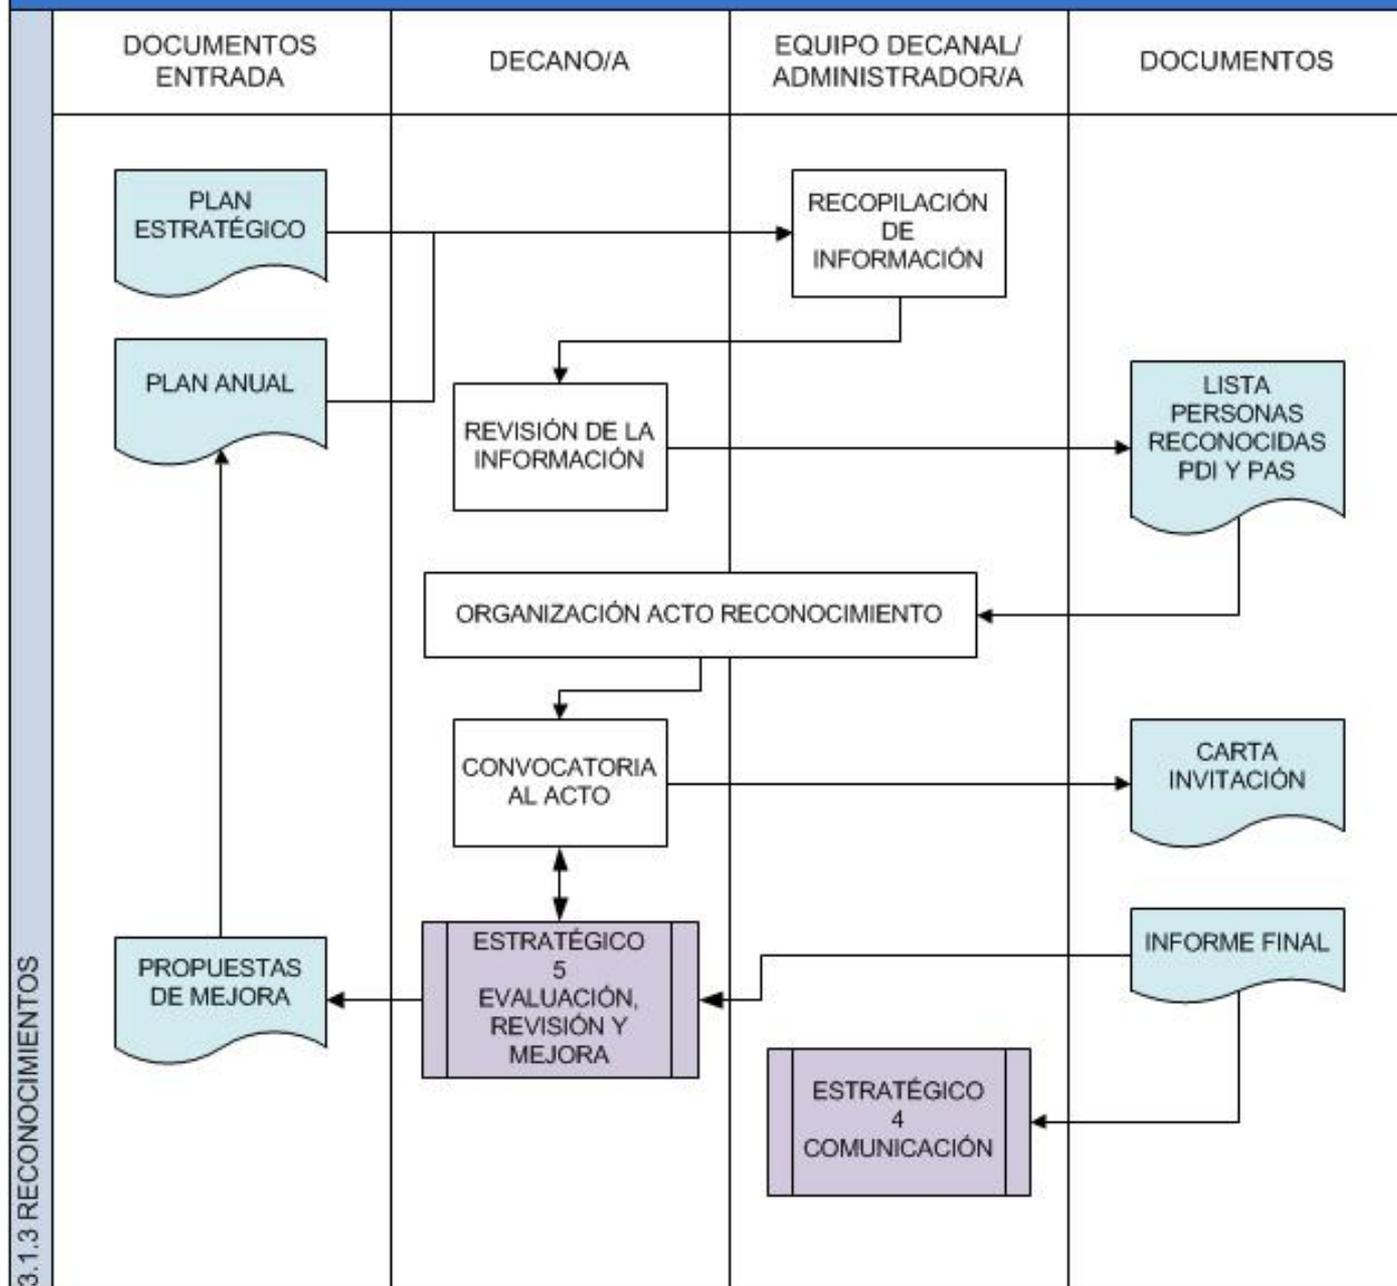 DOCUMENTOS
ENTRADA
DECANO/A
EQUIPO DECANAL/
ADMINISTRADOR/A
DOCUMENTOS
PLAN
ESTRATÉGICO
RECOPILACIÓN
DE
INFORMACIÓN
PLAN ANUAL
REVISIÓN DE LA
INFORMACIÓN
LISTA
PERSONAS
RECONOCIDAS
PDI Y PAS
ORGANIZACIÓN ACTO RECONOCIMIENTO
CONVOCATORIA
AL ACTO
CARTA
INVITACIÓN
PROPUESTAS
DE MEJORA
ESTRATÉGICO
5
EVALUACIÓN,
REVISIÓN Y
MEJORA
INFORME FINAL
ESTRATÉGICO
4
COMUNICACIÓN
3.1.3 RECONOCIMIENTOS